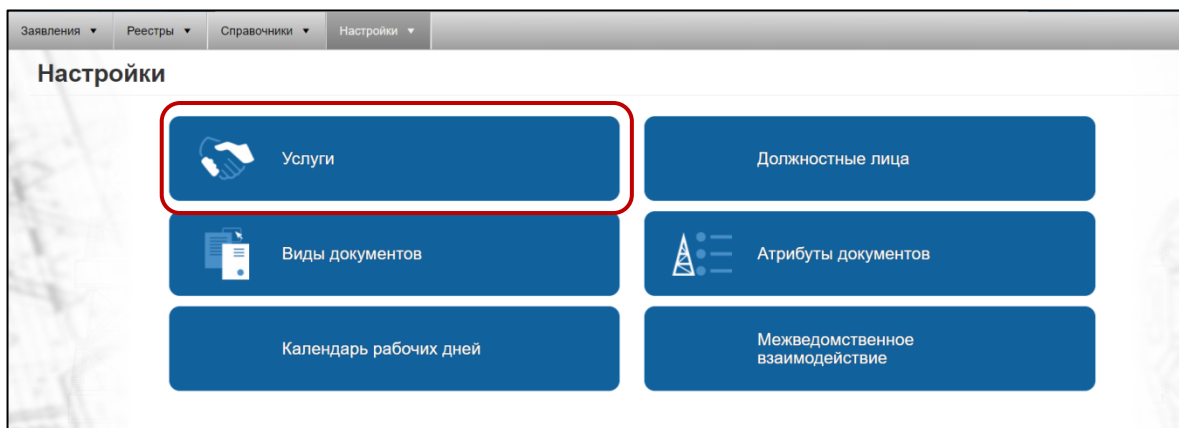 Заявления Реестры Справочники Настройки
Настройки
Услуги
Должностные лица
Виды документов
Атрибуты документов
Календарь рабочих дней
Межведомственное
взаимодействие